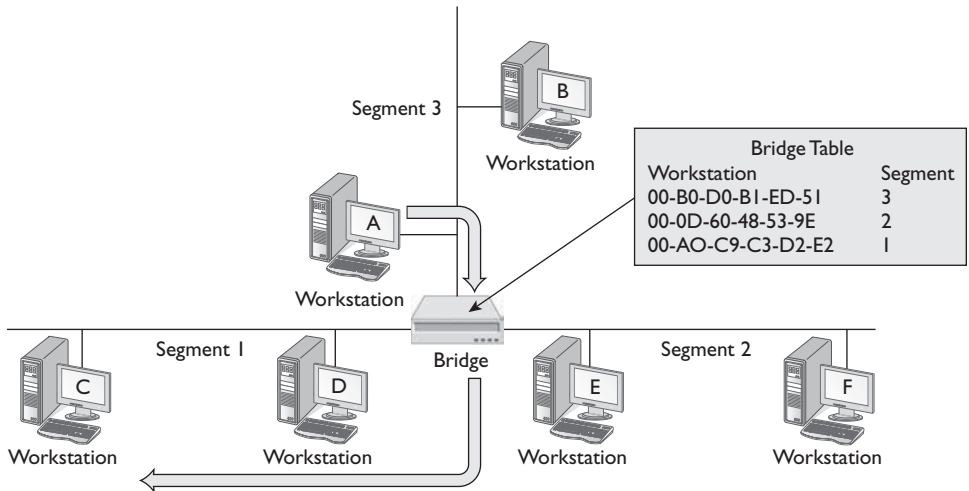 B
Segment 3
Workstation
Bridge Table
Workstation Segment
00-B0-D0-B1-ED-51 3
00-0D-60-48-53-9E 2
00-AO-C9-C3-D2-E2 1
A
Workstation
Segment 1
Bridge
Segment 2
C
D
E
F
Workstation
Workstation
Workstation
Workstation